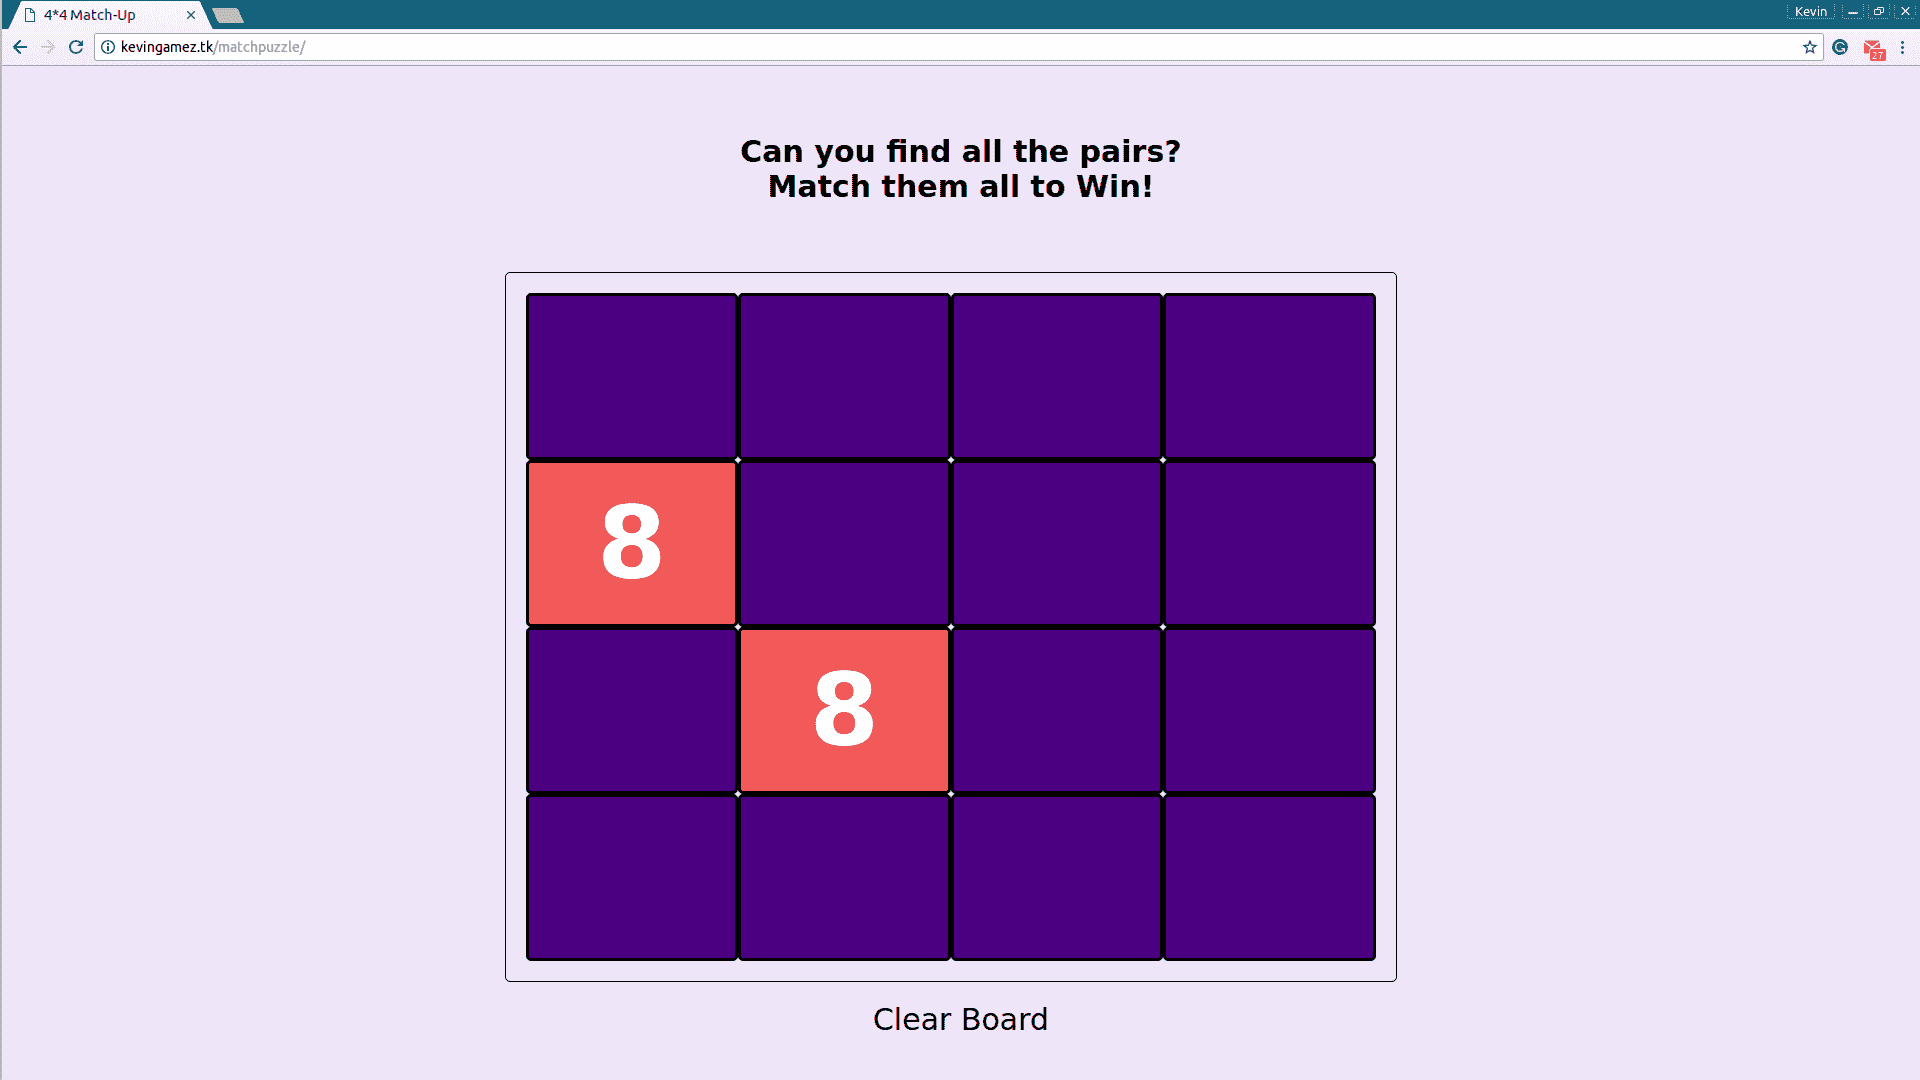 4*4 Match-Up
Kevin
kevingamez.tk/matchpuzzle/
27
Can you find all the pairs?
Match them all to Win!
8
8
Clear Board